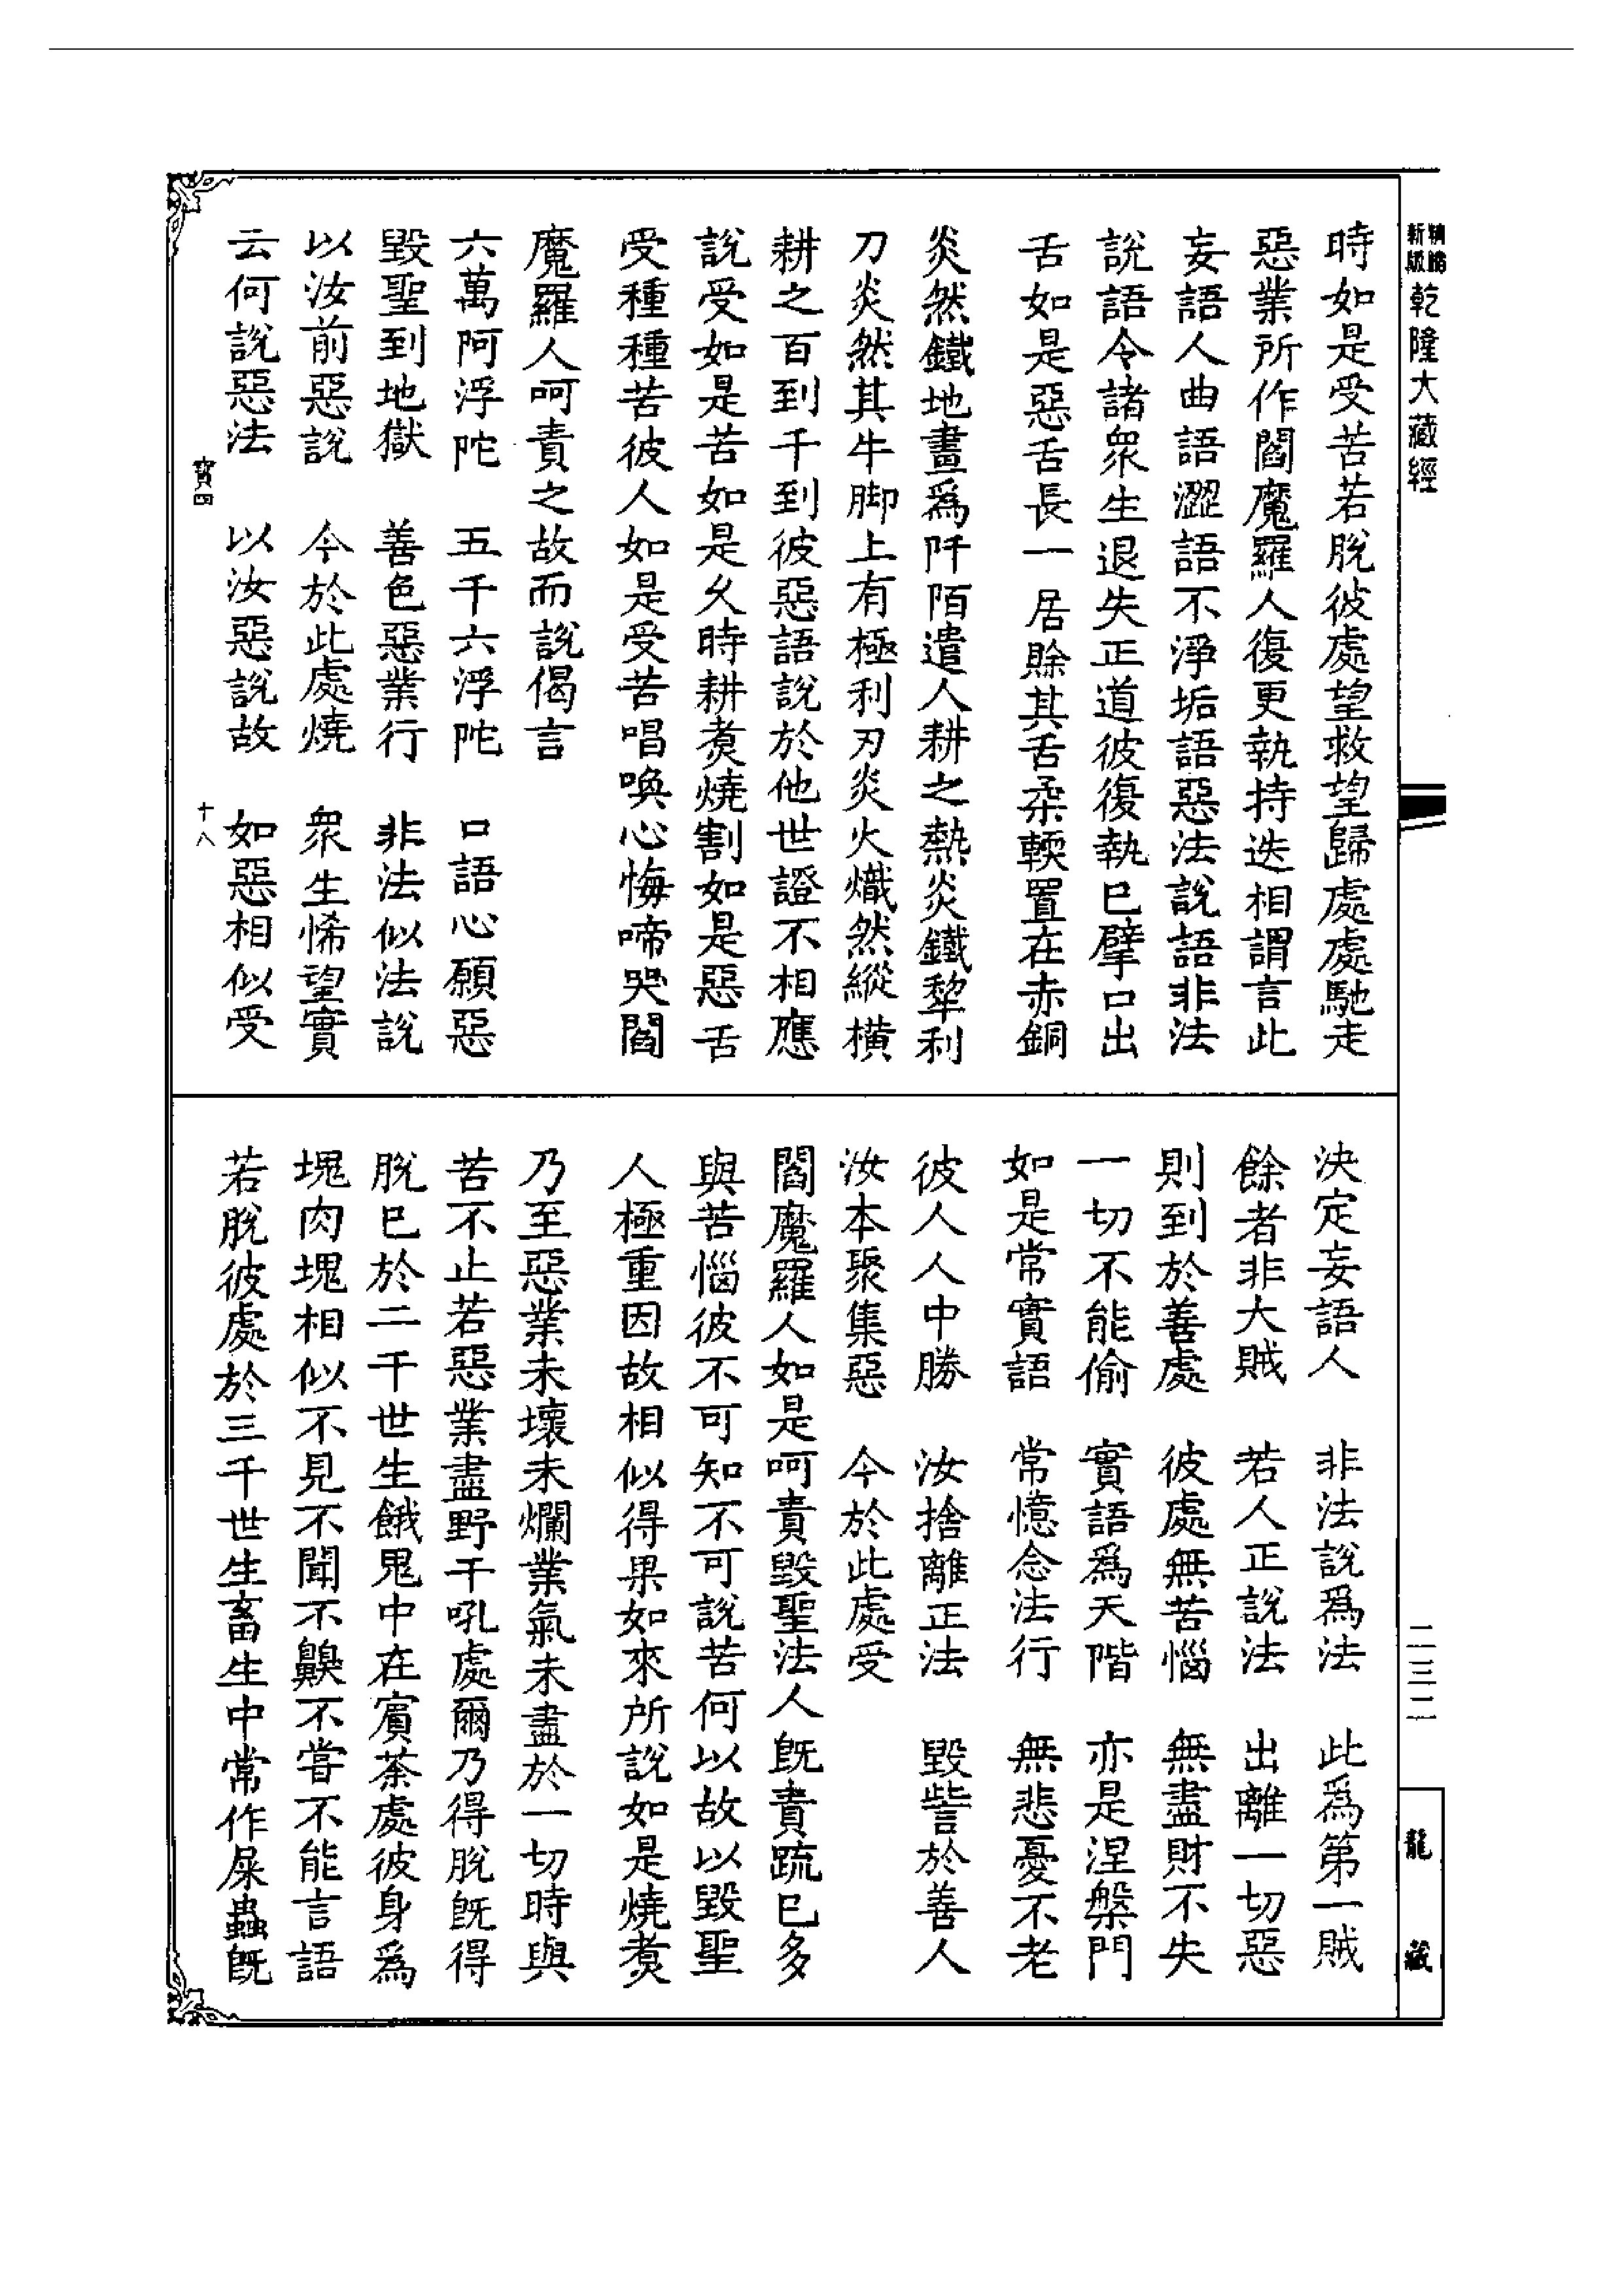 新版
精縮
乾隆大藏經
時如是受苦若脫彼處望救望歸處處馳走
惡業所作閻魔羅人復更執持迭相謂言此
妄語人曲語澀語不淨垢語惡法說語非法
說語令諸衆生退失正道彼復執已擘口出
舌如是惡舌長一居賒其舌柔輭置在赤銅
炎然鐵地畫爲阡陌遣人耕之熱炎鐵犂利
刀炎然其牛脚上有極利刃炎火熾然縱橫
耕之百到千到彼惡語說於他世證不相應
說受如是苦如是久時耕煑燒割如是惡舌
受種種苦彼人如是受苦唱喚心悔啼哭閻
魔羅人呵責之故而說偈言
六萬阿浮陀　五千六浮陀　口語心願惡
毀聖到地獄　善色惡業行　非法似法說
以汝前惡說　今於此處燒　衆生悕望實
云何說惡法　以汝惡說故　如惡相似受
寶四　十八
決定妄語人　非法說爲法　此爲第一賊
餘者非大賊　若人正說法　出離一切惡
則到於善處　彼處無苦惱　無盡財不失
一切不能偷　實語爲天階　亦是涅槃門
如是常實語　常憶念法行　無悲憂不老
彼人人中勝　汝捨離正法　毀訾於善人
汝本聚集惡　今於此處受
閻魔羅人如是呵責毀聖法人旣責疏已多
與苦惱彼不可知不可說苦何以故以毀聖
人極重因故相似得果如來所說如是燒煑
乃至惡業未壞未爛業氣未盡於一切時與
苦不止若惡業盡野干吼處爾乃得脫旣得
脫已於二千世生餓鬼中在賔荼處彼身爲
塊肉塊相似不見不聞不齅不嘗不能言語
若脫彼處於三千世生畜生中常作屎蟲旣
二三二
龍藏